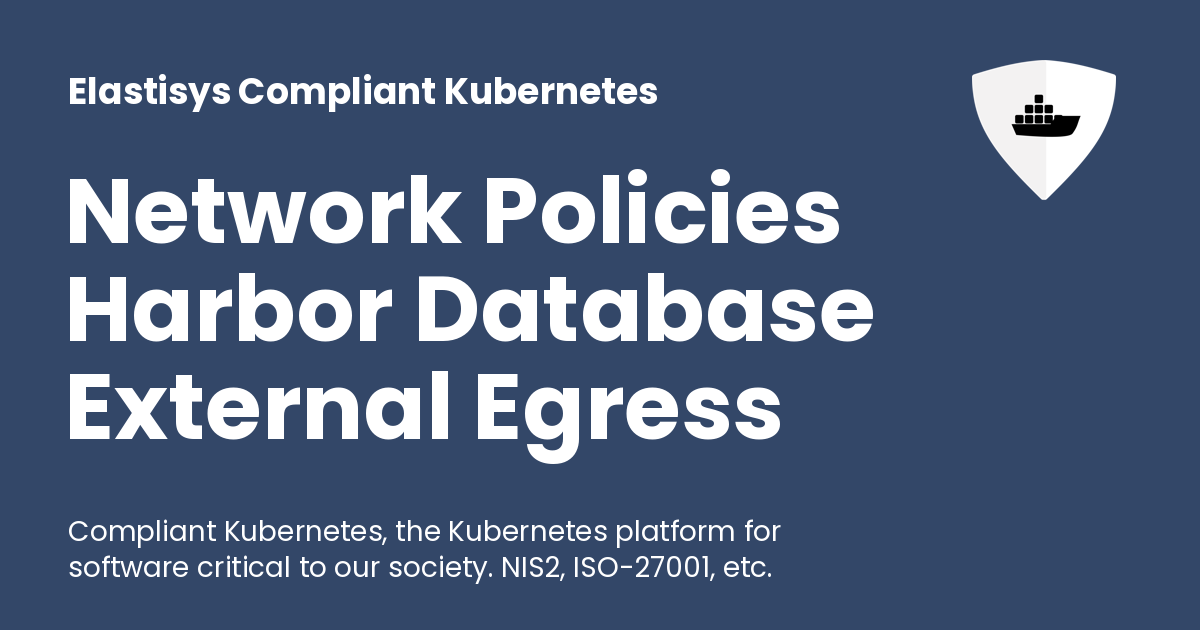 Elastisys Compliant Kubernetes
Network Policies
Harbor Database
External Egress
Compliant Kubernetes, the Kubernetes platform for
software critical to our society. NIS2, ISO-27001, etc.